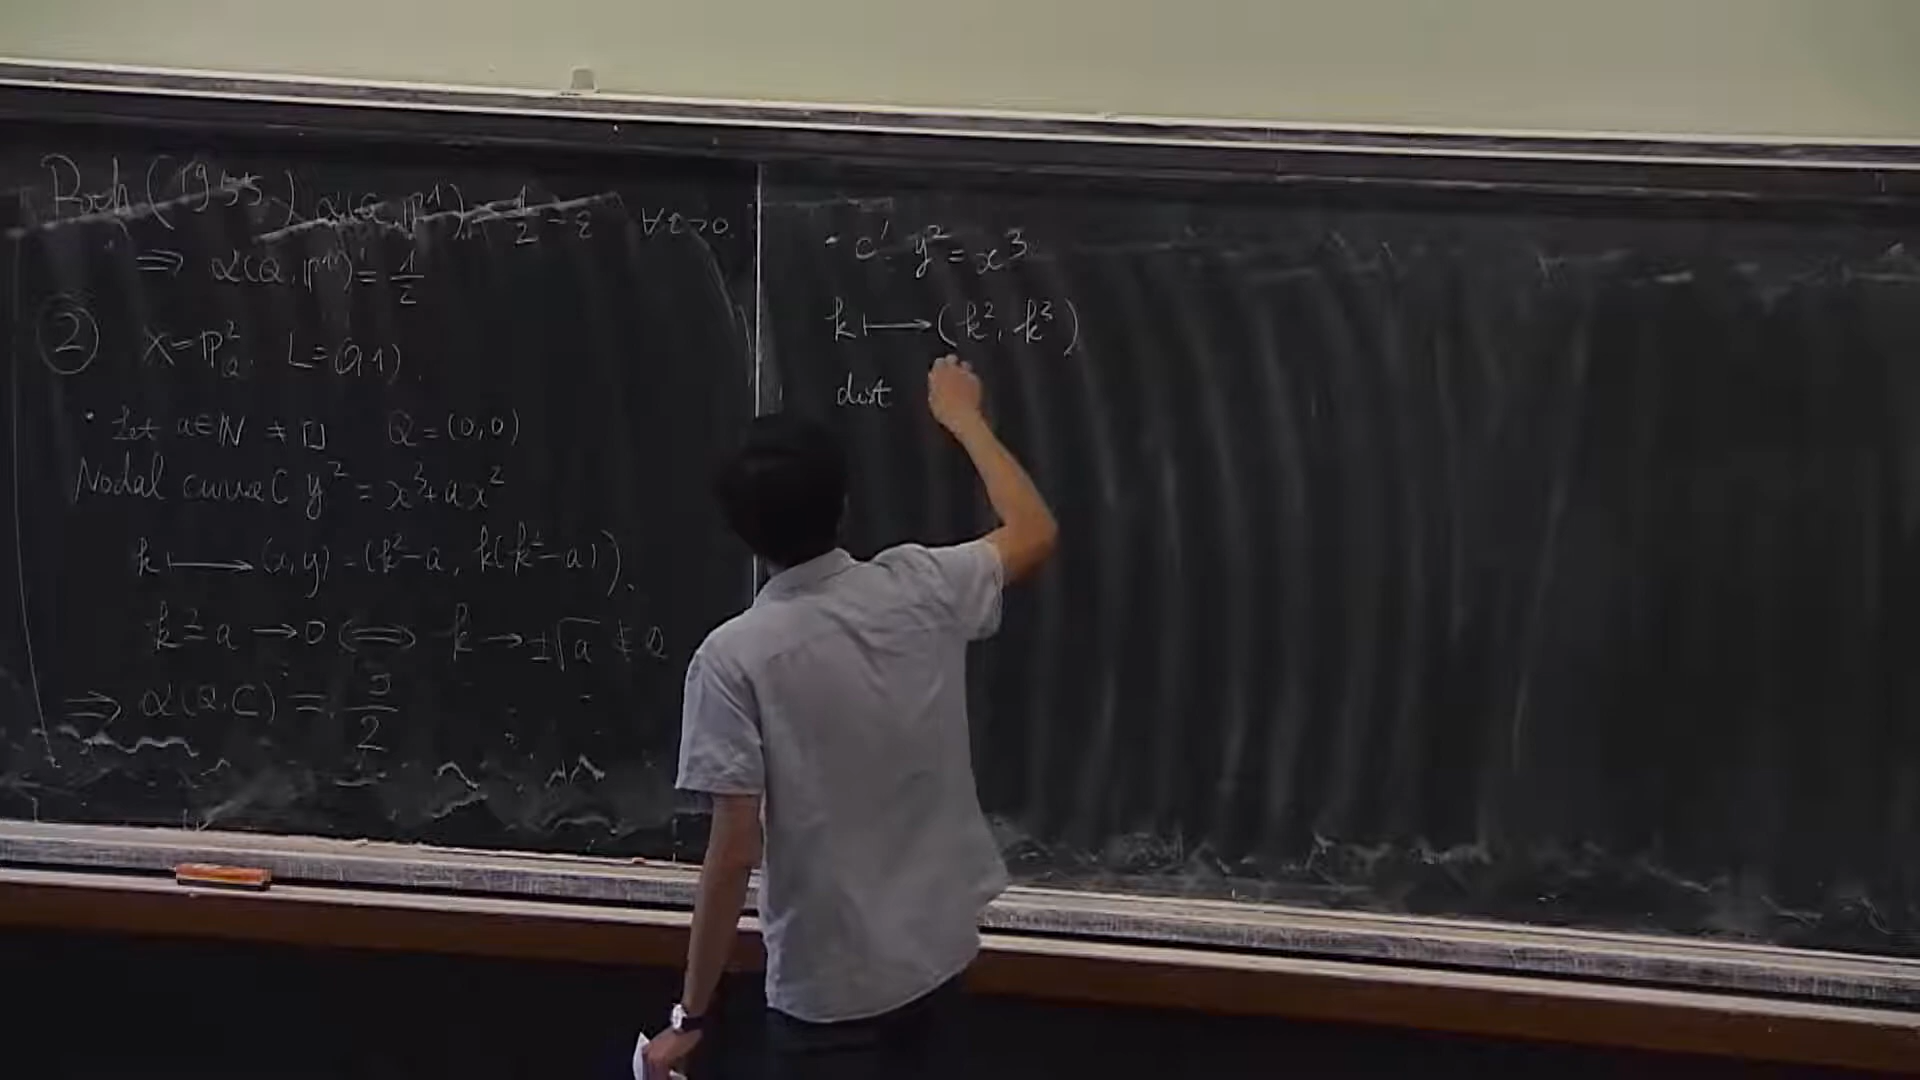 Roth (1955) α(Q, P¹) = 1/2 - ε ∀ε>0.
⇒ α(Q, P¹) = 1/2
② X = P²_Q. L = O(1).
• Let a∈N ≠ □ Q = (0,0)
Nodal curve C y² = x³ + ax²
k ⟼ (x,y) = (k²-a, k(k²-a)).
k²-a → 0 ⟺ k → ±√a ∉ Q
⇒ α(Q,C) = 3/2
• C' y² = x³
k ⟼ (k², k³)
dist